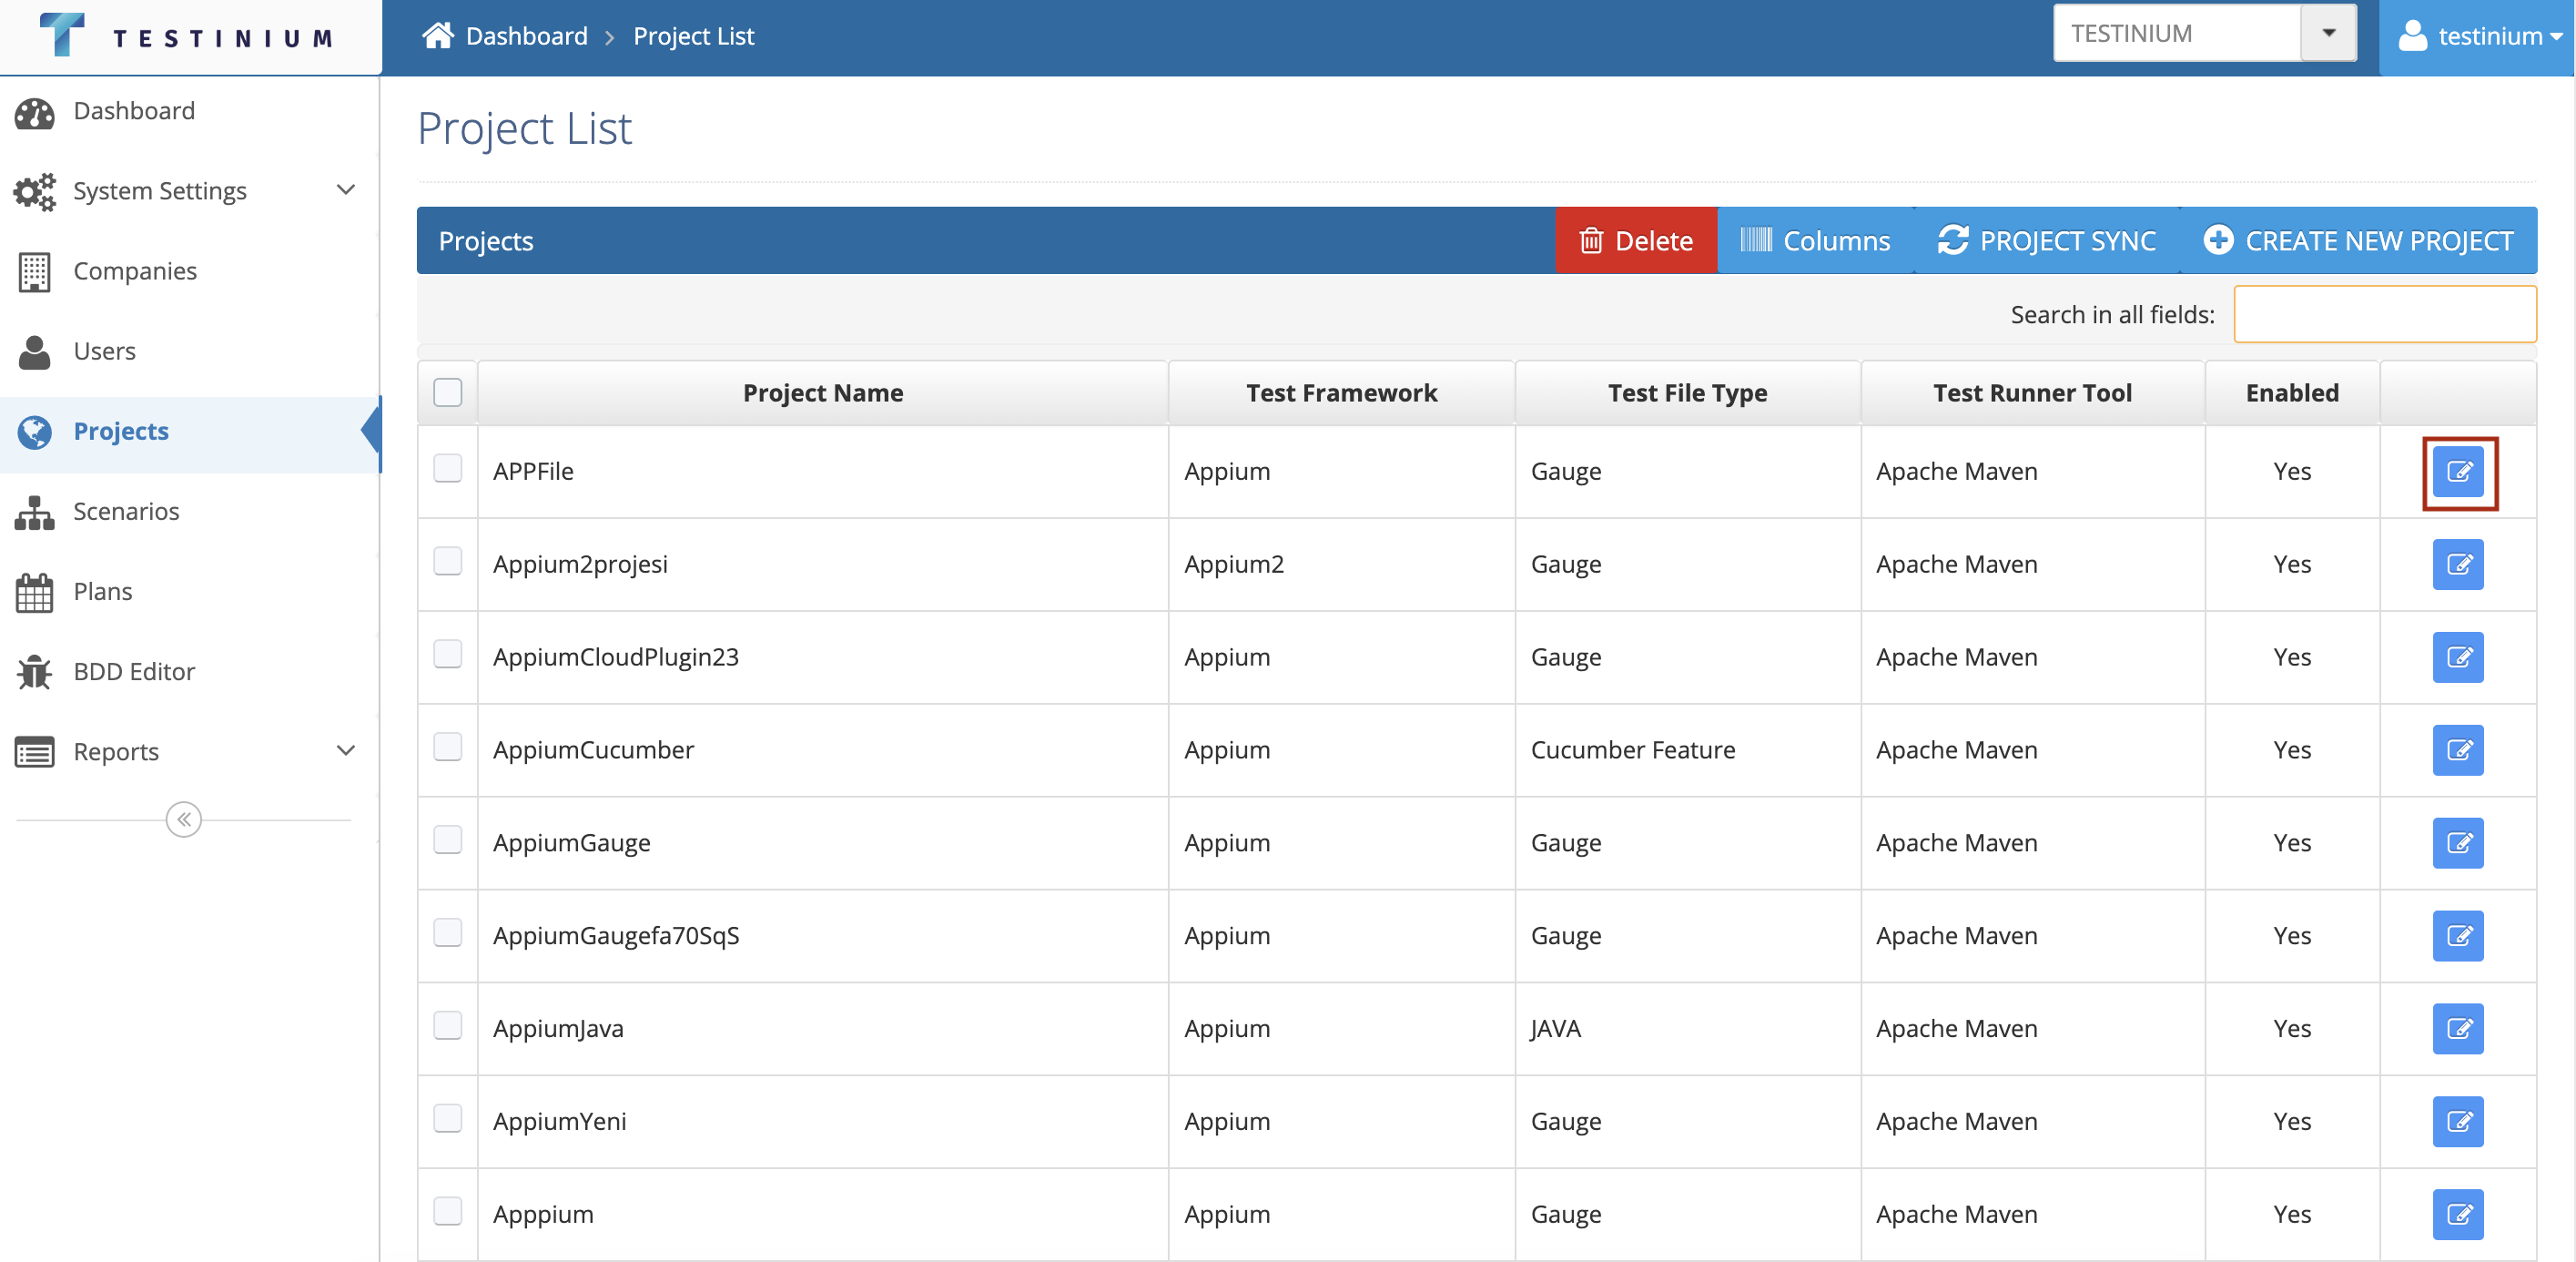 TESTINIUM
Dashboard > Project List
TESTINIUM
testinium
Dashboard
System Settings
Companies
Users
Projects
Scenarios
Plans
BDD Editor
Reports
Project List
Projects
Delete
Columns
PROJECT SYNC
CREATE NEW PROJECT
Search in all fields:
Project Name Test Framework Test File Type Test Runner Tool Enabled
APPFile Appium Gauge Apache Maven Yes
Appium2projesi Appium2 Gauge Apache Maven Yes
AppiumCloudPlugin23 Appium Gauge Apache Maven Yes
AppiumCucumber Appium Cucumber Feature Apache Maven Yes
AppiumGauge Appium Gauge Apache Maven Yes
AppiumGaugefa70SqS Appium Gauge Apache Maven Yes
AppiumJava Appium JAVA Apache Maven Yes
AppiumYeni Appium Gauge Apache Maven Yes
Apppium Appium Gauge Apache Maven Yes